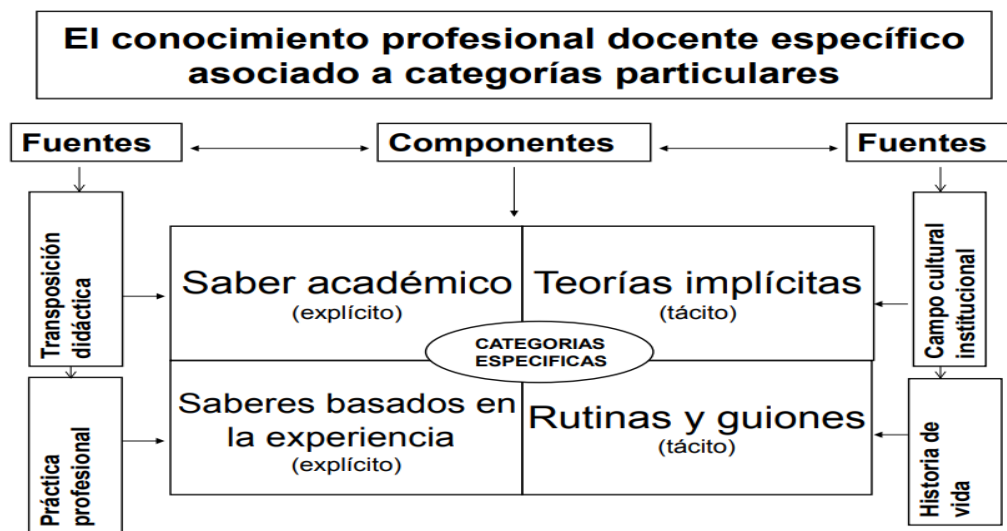 El conocimiento profesional docente específico
asociado a categorías particulares
Fuentes
Componentes
Fuentes
Transposición
didáctica
Saber académico
(explícito)
Teorías implícitas
(tácito)
Campo cultural
institucional
CATEGORIAS
ESPECIFICAS
Práctica
profesional
Saberes basados en
la experiencia
(explícito)
Rutinas y guiones
(tácito)
Historia de
vida